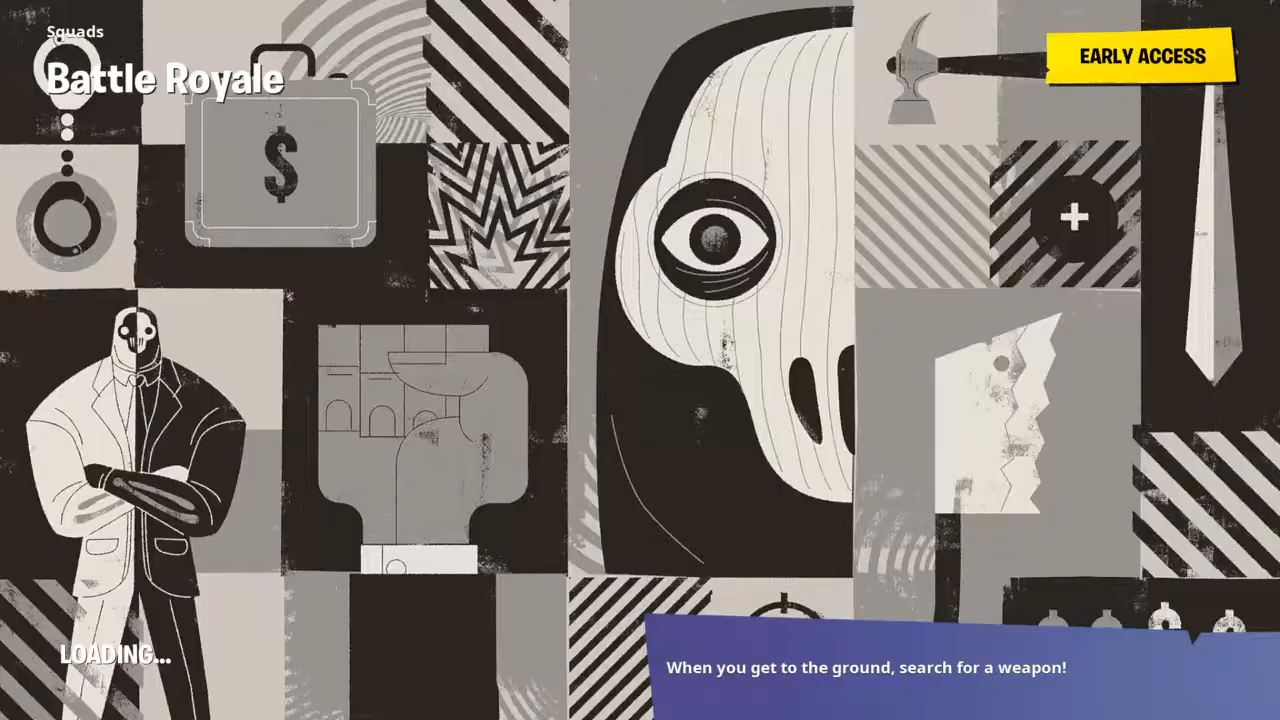 Squads
Battle Royale
EARLY ACCESS
$
LOADING...
When you get to the ground, search for a weapon!